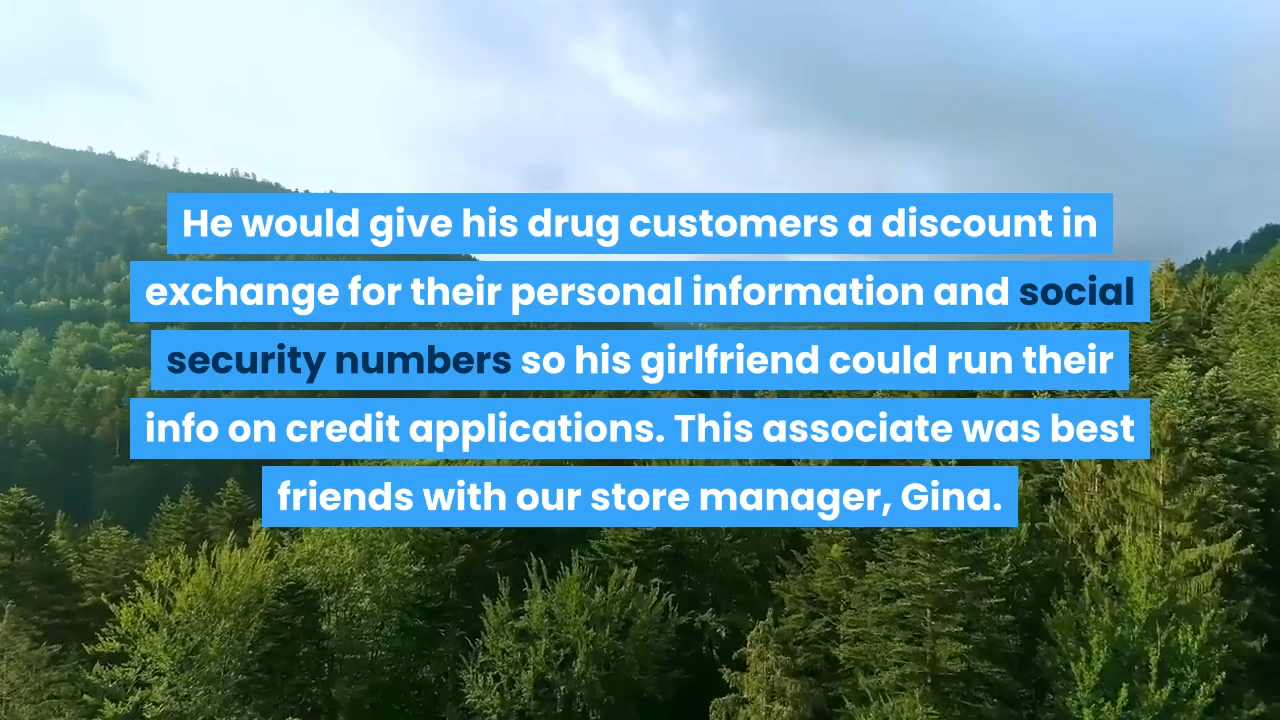 He would give his drug customers a discount in
exchange for their personal information and social
security numbers so his girlfriend could run their
info on credit applications. This associate was best
friends with our store manager, Gina.